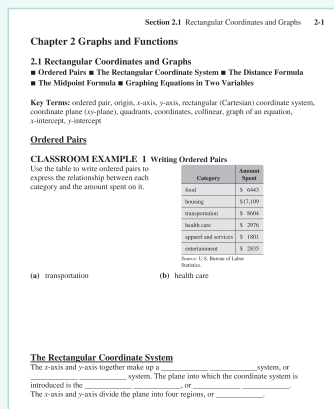 Section 2.1 Rectangular Coordinates and Graphs 2-1
Chapter 2 Graphs and Functions
2.1 Rectangular Coordinates and Graphs
■ Ordered Pairs ■ The Rectangular Coordinate System ■ The Distance Formula
■ The Midpoint Formula ■ Graphing Equations in Two Variables
Key Terms: ordered pair, origin, x-axis, y-axis, rectangular (Cartesian) coordinate system,
coordinate plane (xy-plane), quadrants, coordinates, collinear, graph of an equation,
x-intercept, y-intercept
Ordered Pairs
CLASSROOM EXAMPLE 1 Writing Ordered Pairs
Use the table to write ordered pairs to
express the relationship between each
category and the amount spent on it.
Category Amount Spent
food $ 6443
housing $17,109
transportation $ 8604
health care $ 2976
apparel and services $ 1801
entertainment $ 2835
Source: U.S. Bureau of Labor
Statistics.
(a) transportation (b) health care
The Rectangular Coordinate System
The x-axis and y-axis together make up a ____________________ system, or
____________________ system. The plane into which the coordinate system is
introduced is the __________ __________, or __________ __________.
The x-axis and y-axis divide the plane into four regions, or __________.